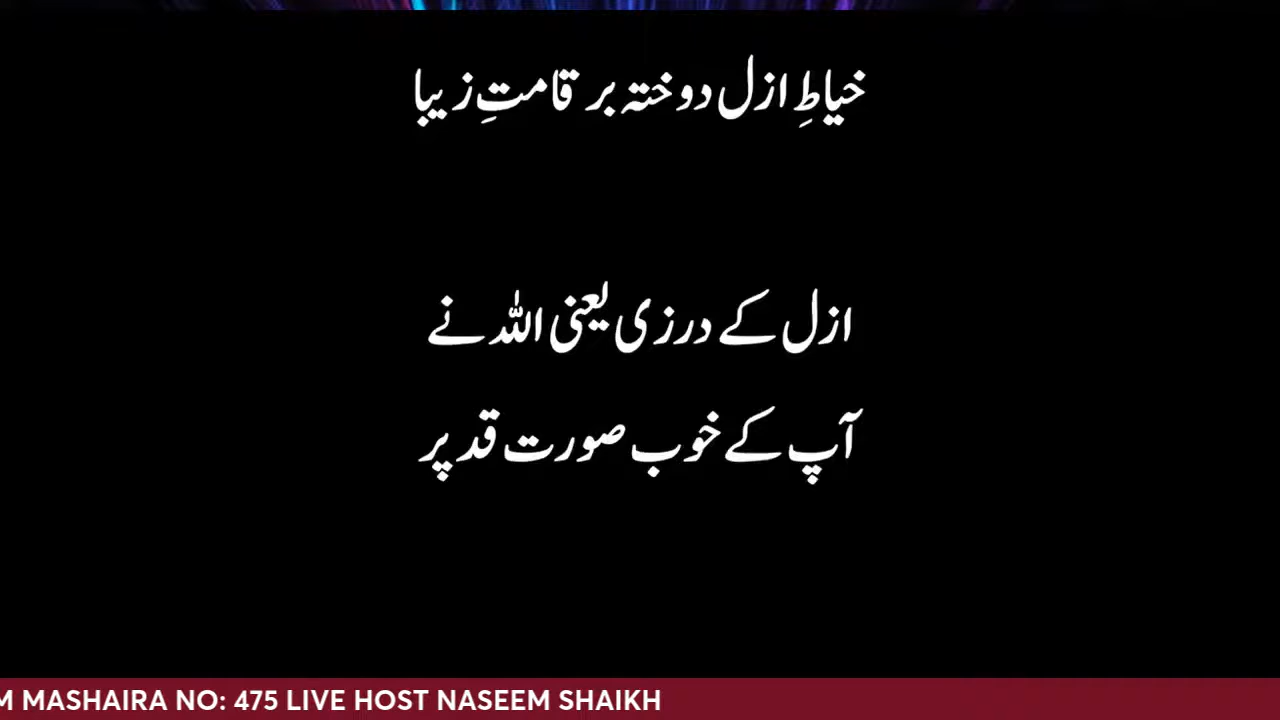 خیاطِ ازل دوختہ بر قامتِ زیبا
ازل کے درزی یعنی اللہ نے
آپ کے خوب صورت قد پر
M MASHAIRA NO: 475 LIVE HOST NASEEM SHAIKH